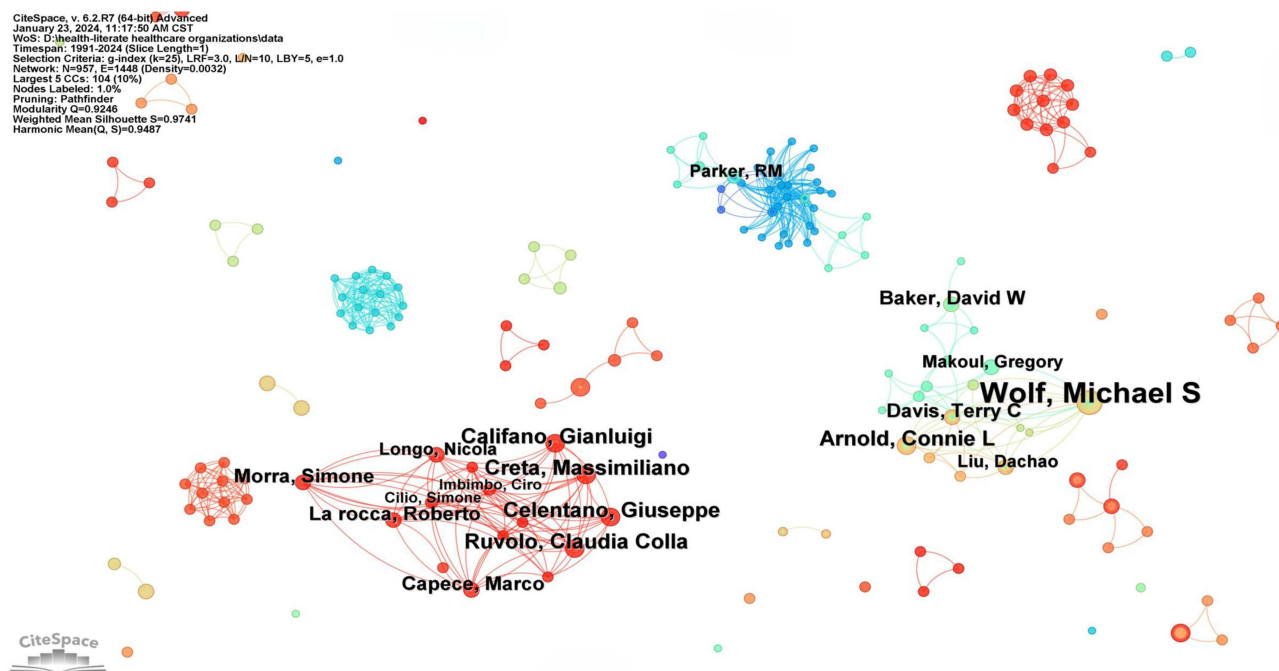 CiteSpace, v. 6.2.R7 (64-bit) Advanced
January 23, 2024, 11:17:50 AM CST
WoS: D:\health-literate healthcare organizations\data
Timespan: 1991-2024 (Slice Length=1)
Selection Criteria: g-index (k=25), LRF=3.0, L/N=10, LBY=5, e=1.0
Network: N=957, E=1448 (Density=0.0032)
Largest 5 CCs: 104 (10%)
Nodes Labeled: 1.0%
Pruning: Pathfinder
Modularity Q=0.9246
Weighted Mean Silhouette S=0.9741
Harmonic Mean(Q, S)=0.9487
Parker, RM
Baker, David W
Makoul, Gregory
Wolf, Michael S
Davis, Terry C
Arnold, Connie L
Liu, Dachao
Califano, Gianluigi
Longo, Nicola
Creta, Massimiliano
Morra, Simone
Imbimbo, Ciro
Cilio, Simone
La rocca, Roberto
Celentano, Giuseppe
Ruvolo, Claudia Colla
Capece, Marco
CiteSpace